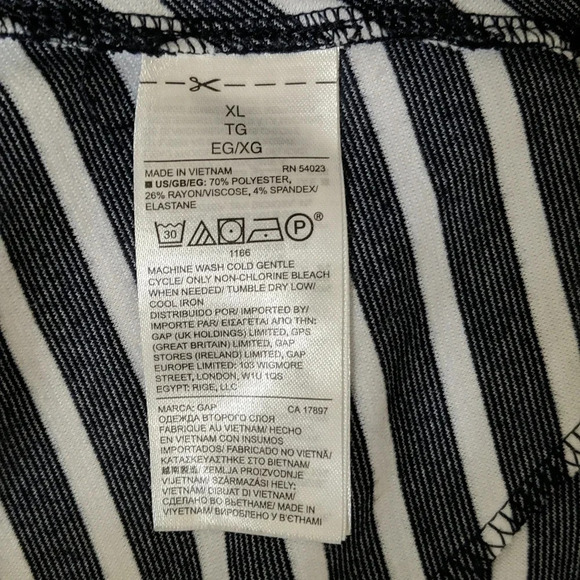 XL
TG
EG/XG
MADE IN VIETNAM RN 54023
US/GB/EG: 70% POLYESTER,
26% RAYON/VISCOSE, 4% SPANDEX/
ELASTANE
30 P ®
1166
MACHINE WASH COLD GENTLE
CYCLE/ ONLY NON-CHLORINE BLEACH
WHEN NEEDED/ TUMBLE DRY LOW/
COOL IRON
DISTRIBUIDO POR/ IMPORTED BY/
IMPORTE PAR/ ΕΙΣΑΓΕΤΑΙ ΑΠΟ ΤΗΝ:
GAP (UK HOLDINGS) LIMITED, GPS
(GREAT BRITAIN) LIMITED, GAP
STORES (IRELAND) LIMITED, GAP
EUROPE LIMITED: 103 WIGMORE
STREET, LONDON, W1U 1QS
EGYPT: RIGE, LLC
MARCA: GAP CA 17897
ОДЕЖДА ВТОРОГО СЛОЯ
FABRIQUE AU VIETNAM/ HECHO
EN VIETNAM CON INSUMOS
IMPORTADOS/ FABRICADO NO VIETNÃ/
ΚΑΤΑΣΚΕΥΑΣΤΗΚΕ ΣΤΟ ΒΙΕΤΝΑΜ/
越南製造/ ZEMLJA PROIZVODNJE
VIJETNAM/ SZÁRMAZÁSI HELY:
VIETNÁM/ DIBUAT DI VIETNAM/
СДЕЛАНО ВО ВЬЕТНАМЕ/ MADE IN
VIYETNAM/ ВИРОБЛЕНО У В'ЄТНАМІ